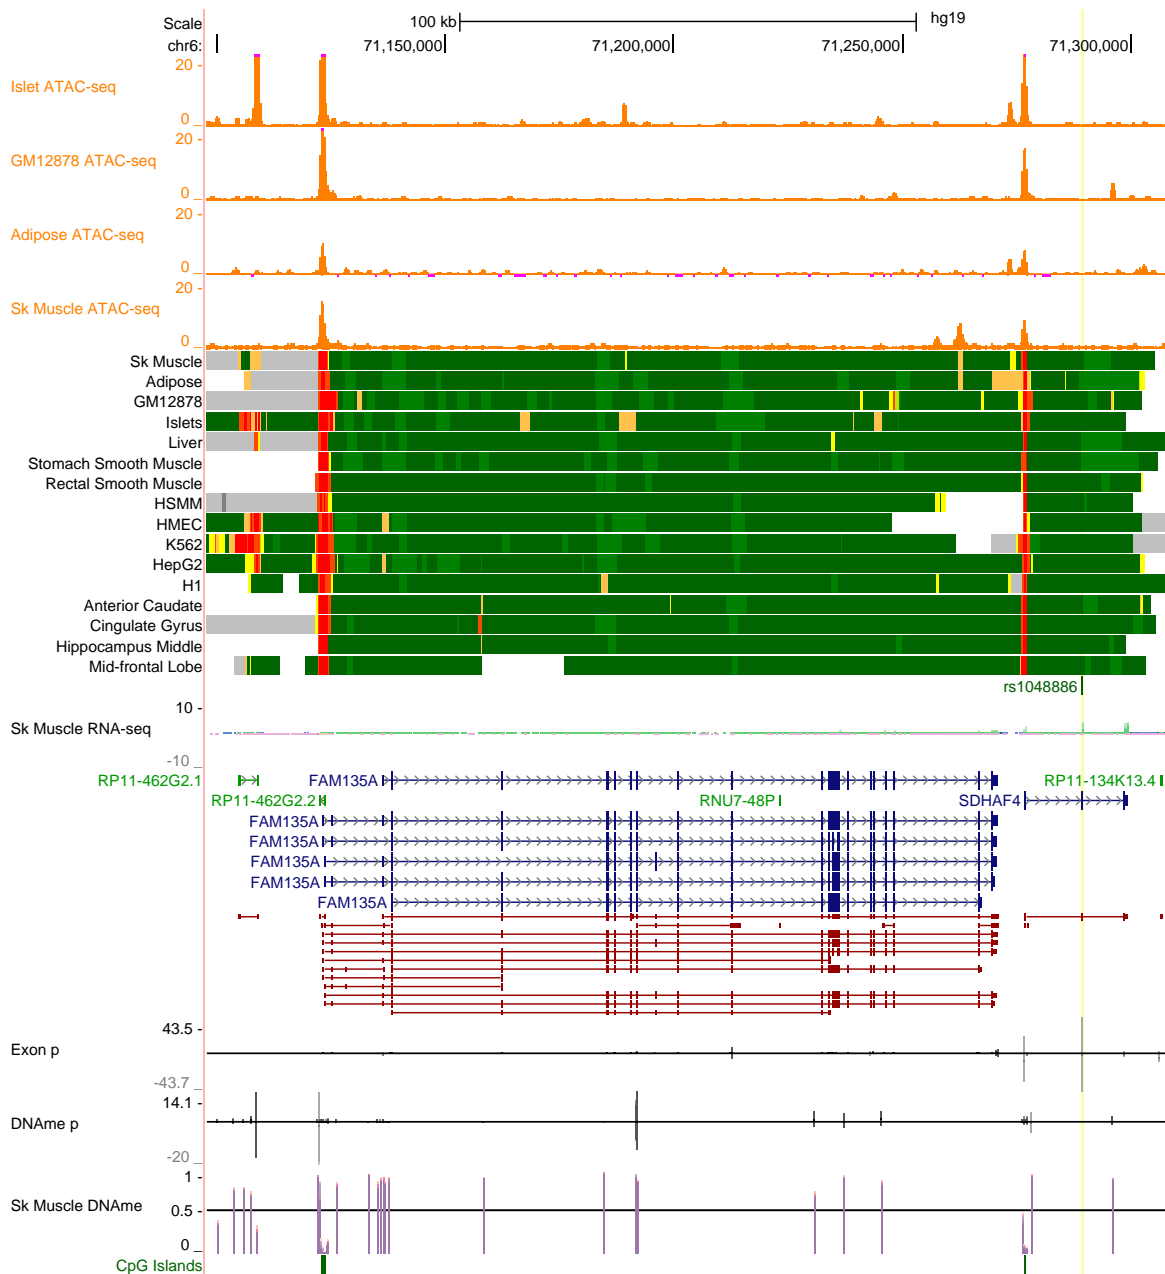 Scale 100 kb hg19
chr6: 71,150,000 71,200,000 71,250,000 71,300,000
20 -
Islet ATAC-seq
0 _
20 -
GM12878 ATAC-seq
0 _
20 -
Adipose ATAC-seq
0 _
20 -
Sk Muscle ATAC-seq
0 _
Sk Muscle
Adipose
GM12878
Islets
Liver
Stomach Smooth Muscle
Rectal Smooth Muscle
HSMM
HMEC
K562
HepG2
H1
Anterior Caudate
Cingulate Gyrus
Hippocampus Middle
Mid-frontal Lobe
rs1048886
10 -
Sk Muscle RNA-seq
-10 _
RP11-462G2.1 FAM135A RP11-134K13.4
RP11-462G2.2 RNU7-48P SDHAF4
FAM135A
FAM135A
FAM135A
FAM135A
FAM135A
43.5 -
Exon p
-43.7 _
14.1 -
DNAme p
-20 _
1 -
Sk Muscle DNAme
0.5 -
0 _
CpG Islands